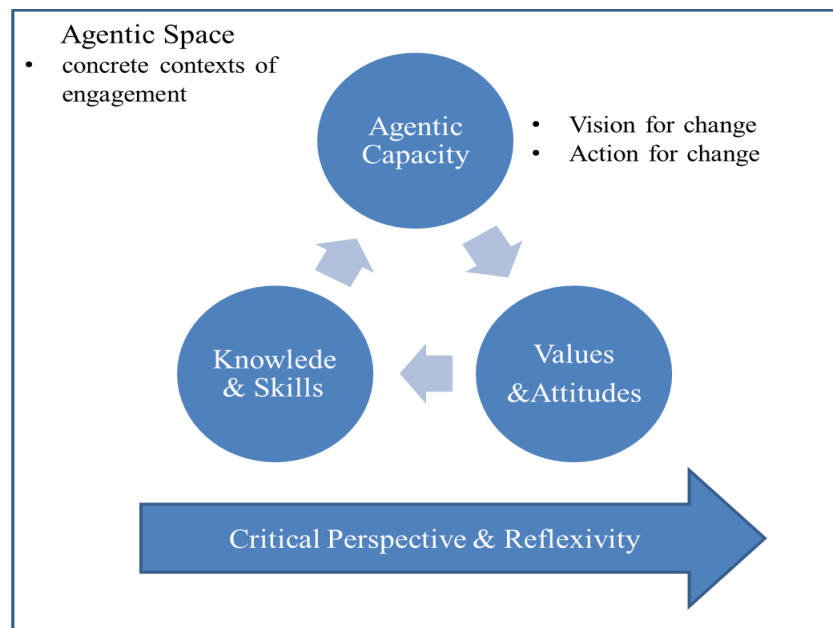 Agentic Space
• concrete contexts of
engagement
Agentic
Capacity
• Vision for change
• Action for change
Knowlede
& Skills
Values
&Attitudes
Critical Perspective & Reflexivity